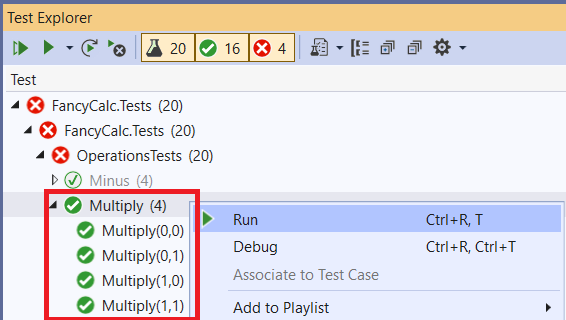 Test Explorer
20 16 4
Test
FancyCalc.Tests (20)
FancyCalc.Tests (20)
OperationsTests (20)
Minus (4)
Multiply (4)
Run Ctrl+R, T
Multiply(0,0)
Debug Ctrl+R, Ctrl+T
Multiply(0,1)
Associate to Test Case
Multiply(1,0)
Add to Playlist
Multiply(1,1)